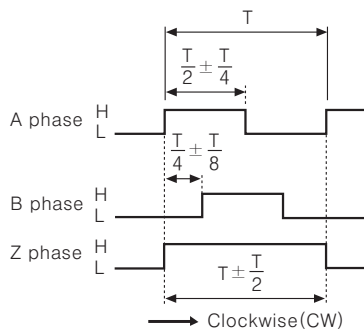 T
T/2 ± T/4
A phase H
L
T/4 ± T/8
B phase H
L
Z phase H
L
T ± T/2
Clockwise(CW)